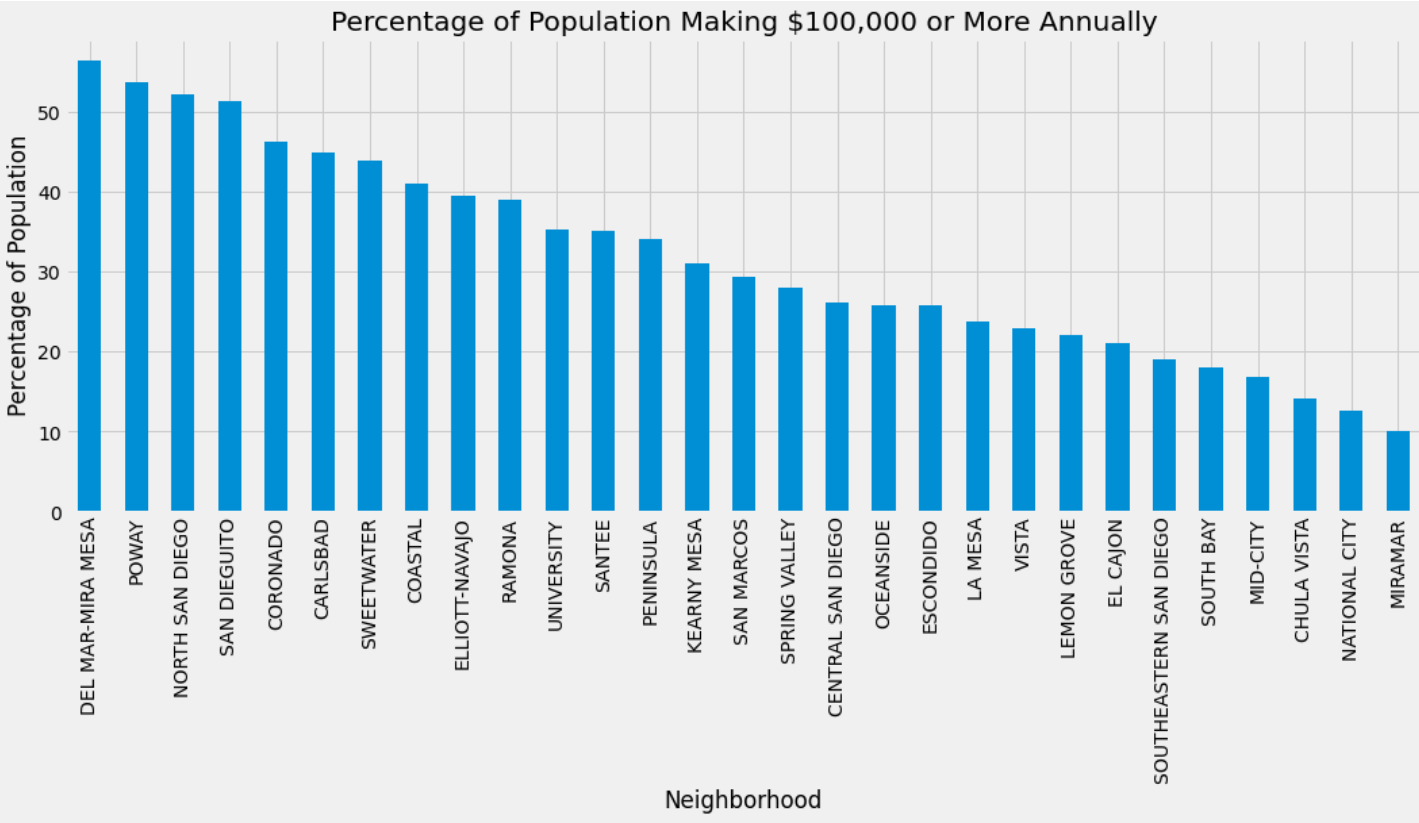 Percentage of Population Making $100,000 or More Annually
Percentage of Population
50
40
30
20
10
0
DEL MAR-MIRA MESA
POWAY
NORTH SAN DIEGO
SAN DIEGUITO
CORONADO
CARLSBAD
SWEETWATER
COASTAL
ELLIOTT-NAVAJO
RAMONA
UNIVERSITY
SANTEE
PENINSULA
KEARNY MESA
SAN MARCOS
SPRING VALLEY
CENTRAL SAN DIEGO
OCEANSIDE
ESCONDIDO
LA MESA
VISTA
LEMON GROVE
EL CAJON
SOUTHEASTERN SAN DIEGO
SOUTH BAY
MID-CITY
CHULA VISTA
NATIONAL CITY
MIRAMAR
Neighborhood